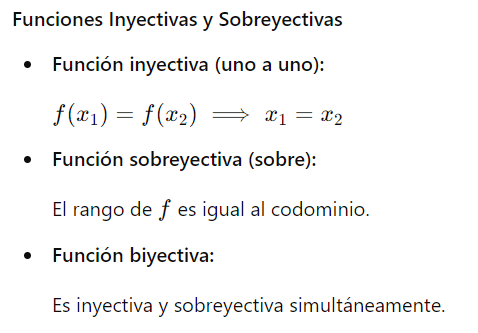 Funciones Inyectivas y Sobreyectivas
• Función inyectiva (uno a uno):
f(x₁) = f(x₂) ⟹ x₁ = x₂
• Función sobreyectiva (sobre):
El rango de f es igual al codominio.
• Función biyectiva:
Es inyectiva y sobreyectiva simultáneamente.